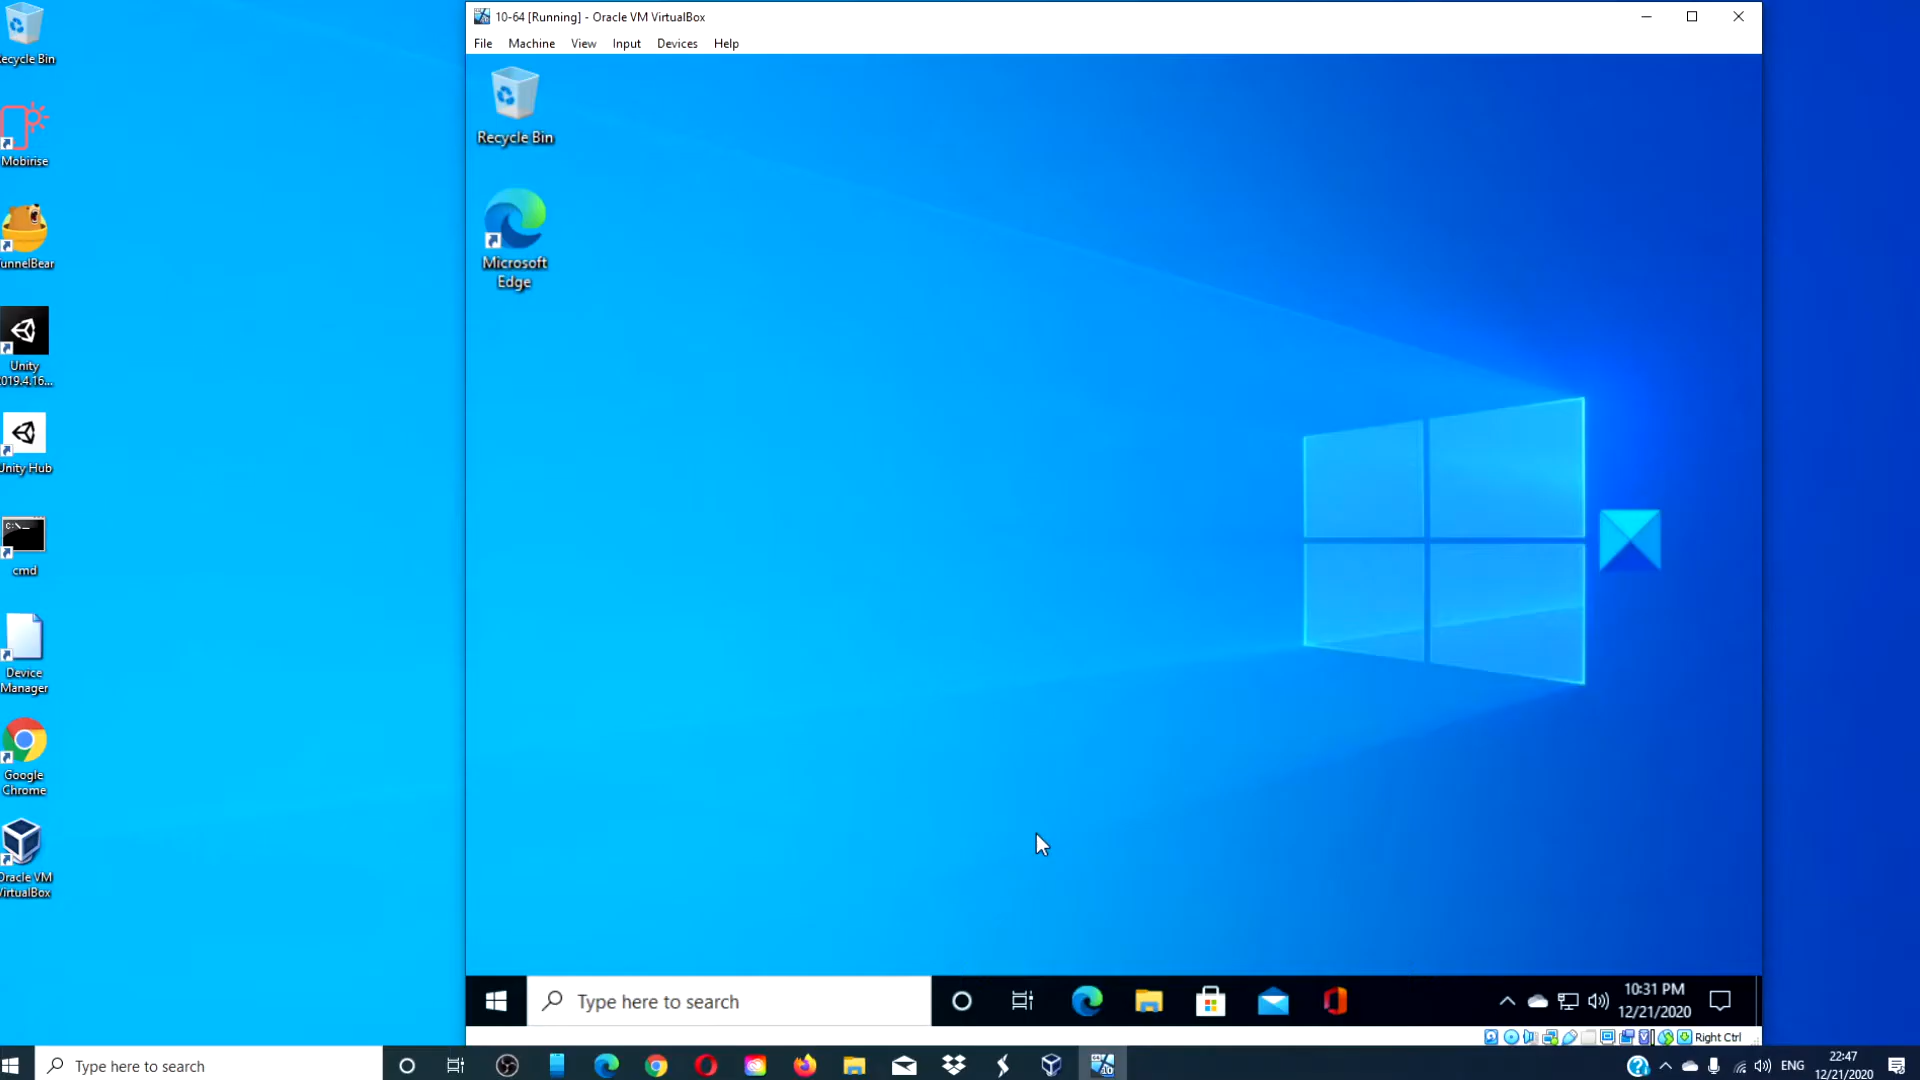 10-64 [Running] - Oracle VM VirtualBox
File Machine View Input Devices Help
ecycle Bin
Mobirise
unnelBear
Unity
019.4.16...
Unity Hub
cmd
Device
Manager
Google
Chrome
Oracle VM
VirtualBox
Recycle Bin
Microsoft
Edge
Type here to search
10:31 PM
12/21/2020
Right Ctrl
Type here to search
ENG
22:47
12/21/2020